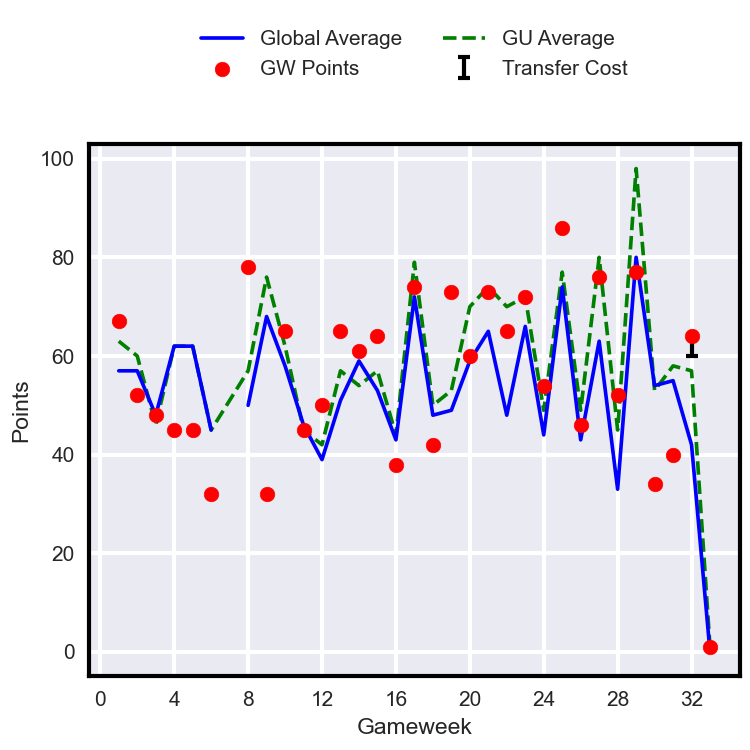 Global Average
GU Average
GW Points
Transfer Cost
100
80
60
40
20
0
Points
0 4 8 12 16 20 24 28 32
Gameweek